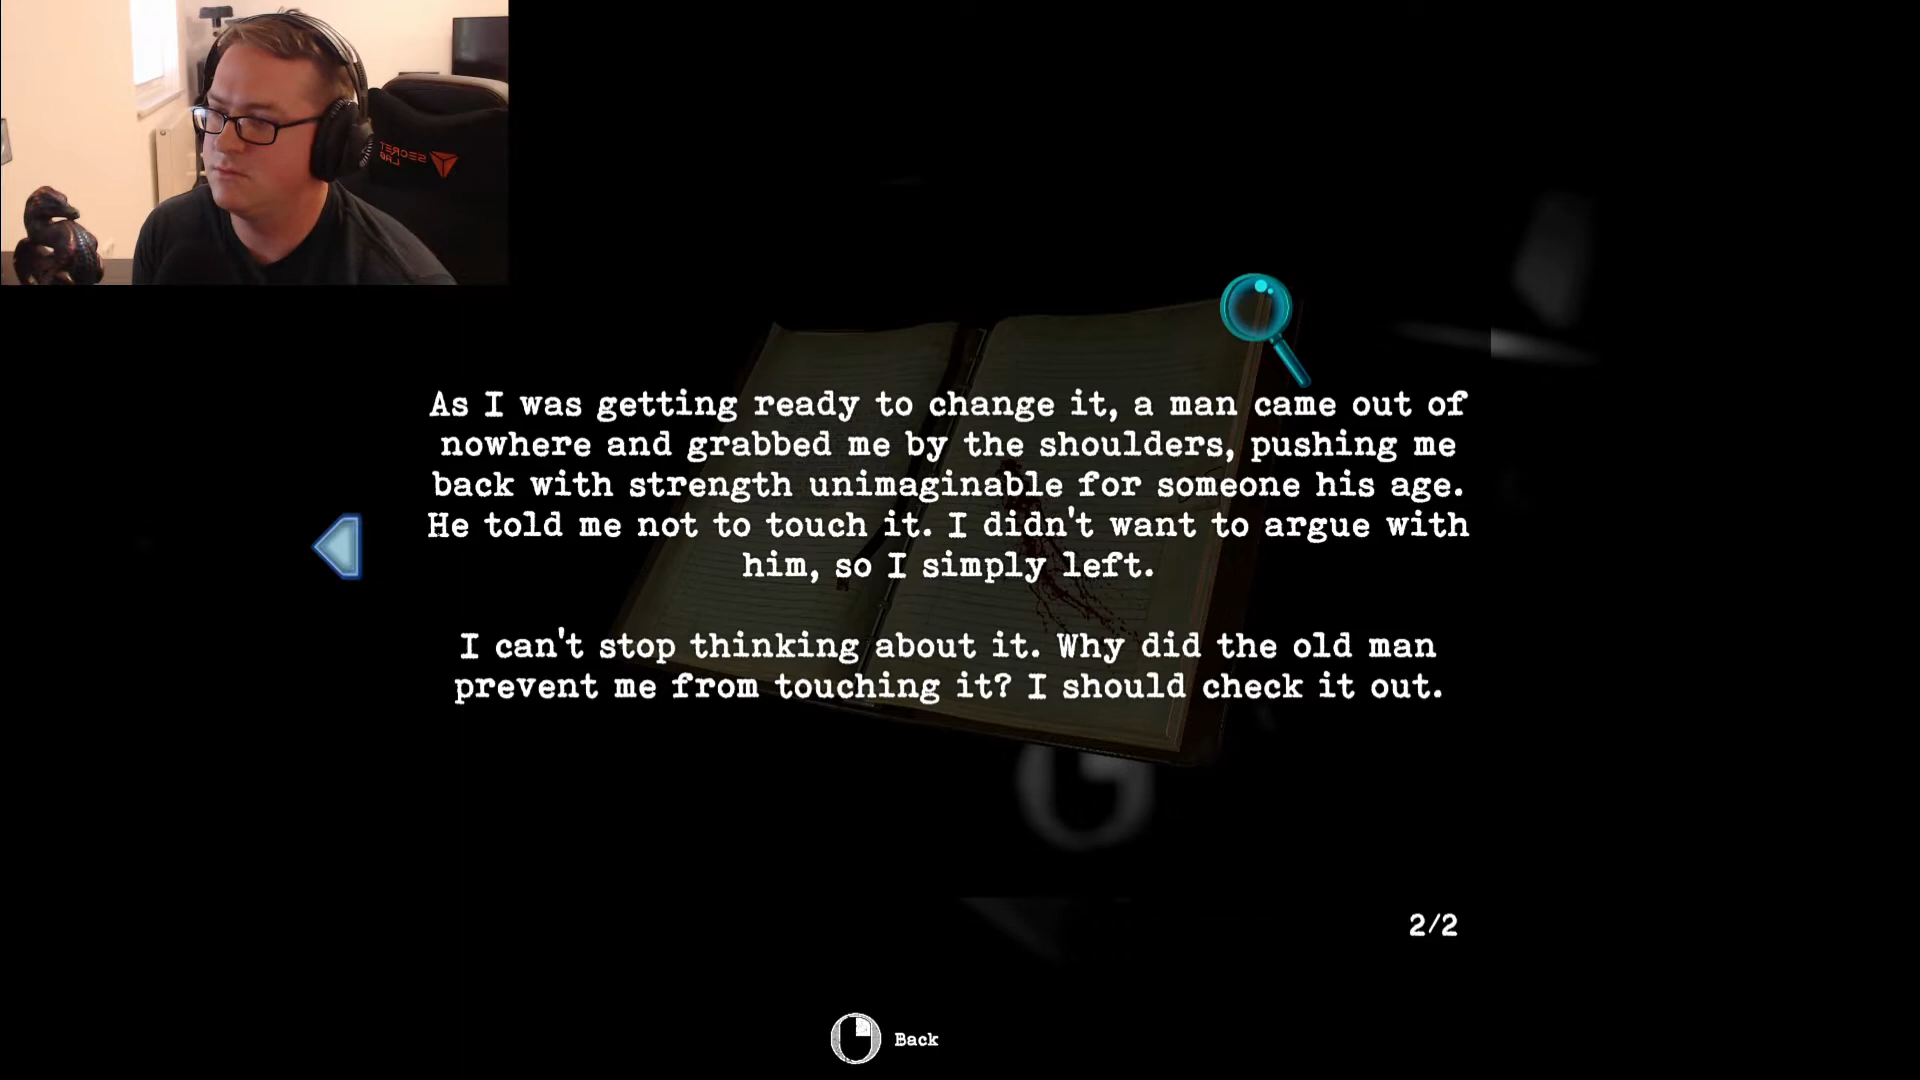 SECRET
LAB
As I was getting ready to change it, a man came out of
nowhere and grabbed me by the shoulders, pushing me
back with strength unimaginable for someone his age.
He told me not to touch it. I didn't want to argue with
him, so I simply left.
I can't stop thinking about it. Why did the old man
prevent me from touching it? I should check it out.
G
2/2
Back